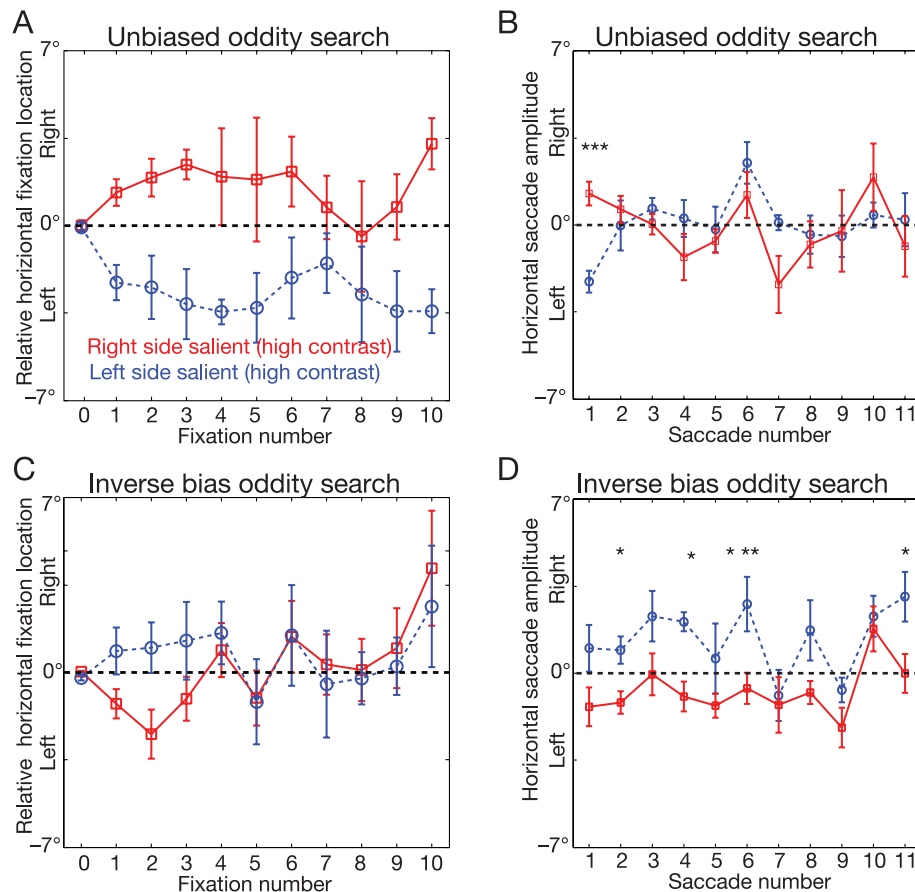 A
Unbiased oddity search
Relative horizontal fixation location
Left Right
7°
0°
–7°
Right side salient (high contrast)
Left side salient (high contrast)
0 1 2 3 4 5 6 7 8 9 10
Fixation number
B
Unbiased oddity search
Horizontal saccade amplitude
Left Right
7°
0°
–7°
***
1 2 3 4 5 6 7 8 9 10 11
Saccade number
C
Inverse bias oddity search
Relative horizontal fixation location
Left Right
7°
0°
–7°
0 1 2 3 4 5 6 7 8 9 10
Fixation number
D
Inverse bias oddity search
Horizontal saccade amplitude
Left Right
7°
0°
–7°
* * * ** *
1 2 3 4 5 6 7 8 9 10 11
Saccade number